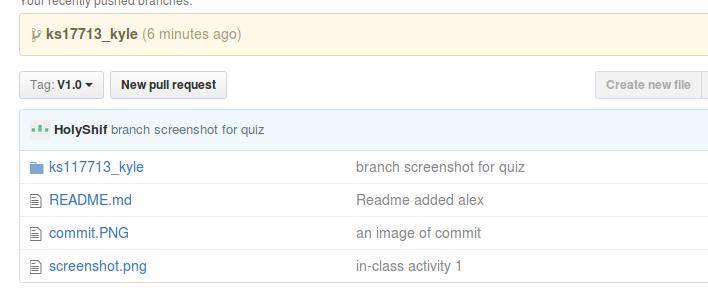 Your recently pushed branches:
ks17713_kyle (6 minutes ago)
Tag: V1.0 New pull request Create new file
HolyShif branch screenshot for quiz
ks117713_kyle branch screenshot for quiz
README.md Readme added alex
commit.PNG an image of commit
screenshot.png in-class activity 1